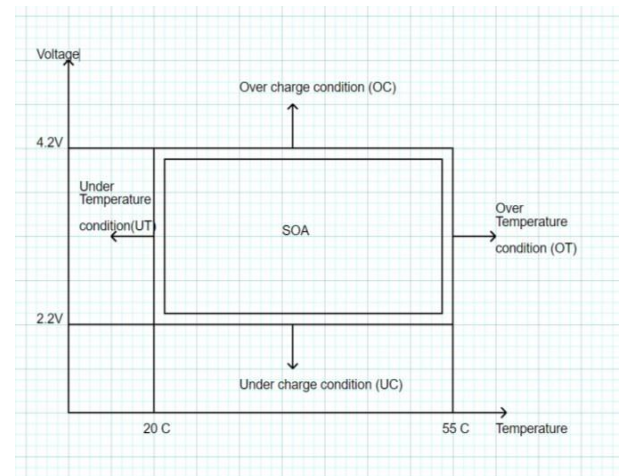 Voltage
Over charge condition (OC)
4.2V
Under
Temperature
condition(UT)
SOA
Over
Temperature
condition (OT)
2.2V
Under charge condition (UC)
20 C
55 C
Temperature